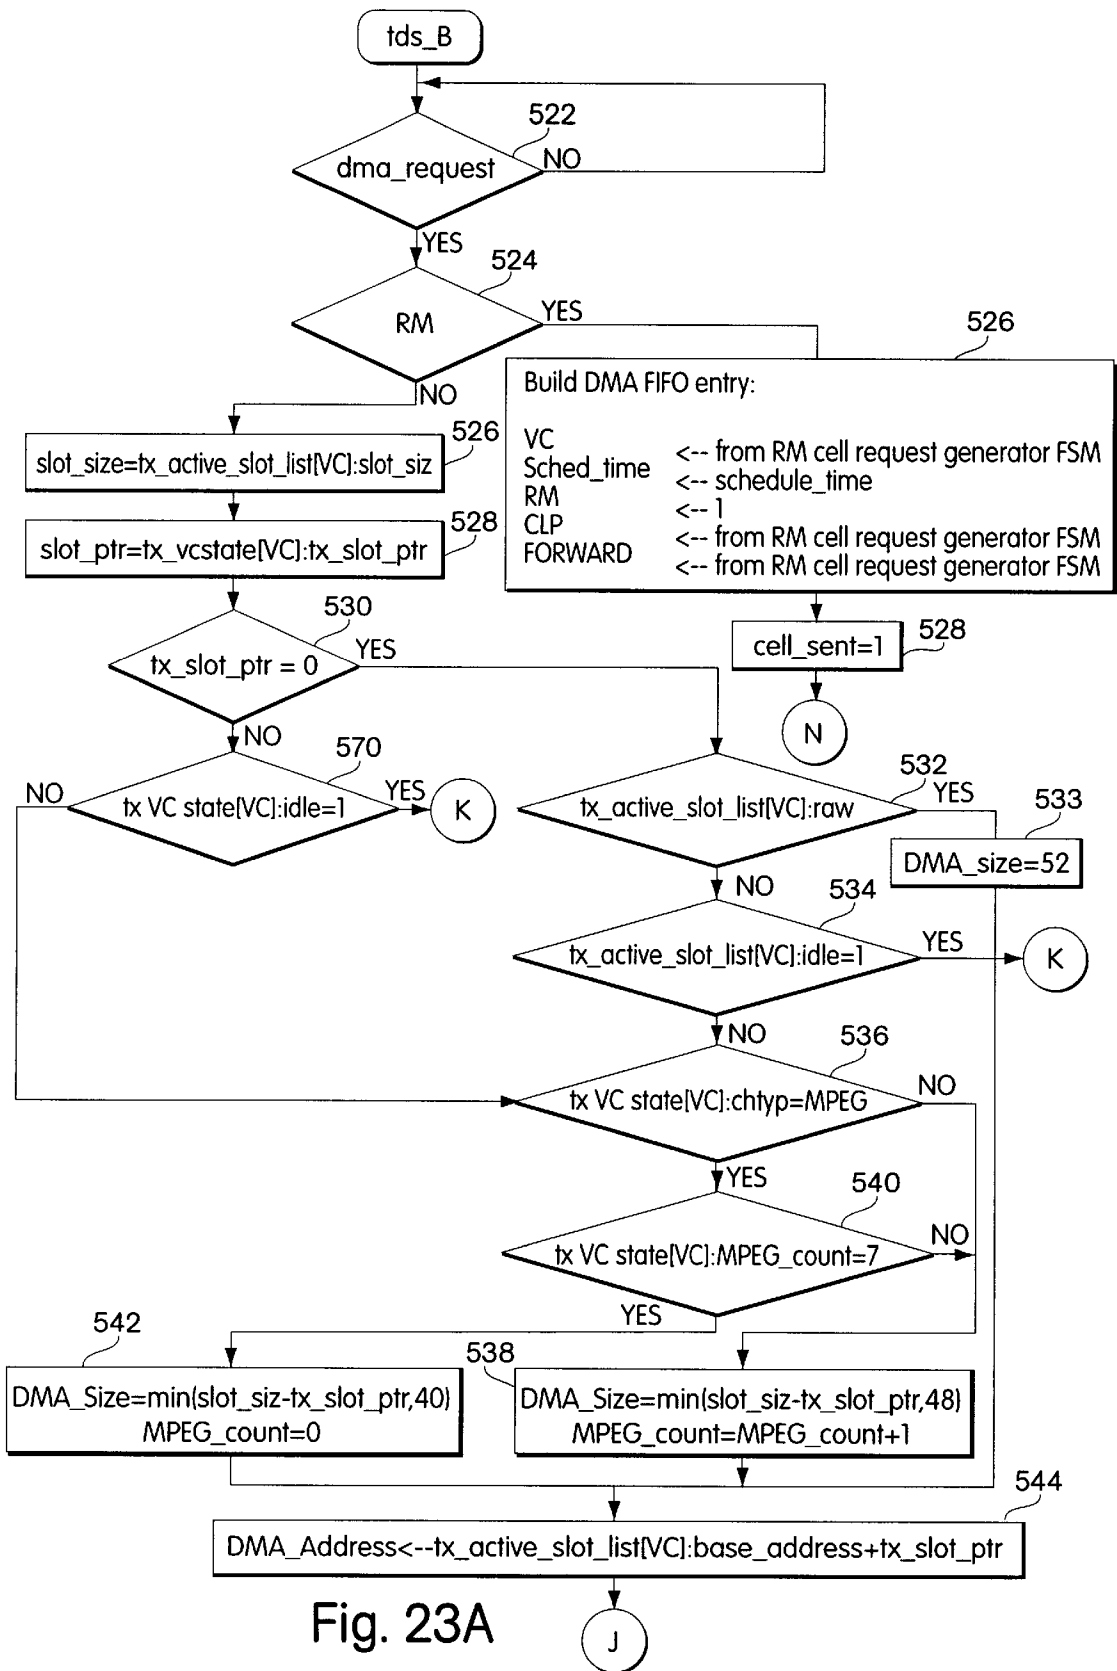 tds_B
522
dma_request
NO
YES
524
RM
YES
NO
526
Build DMA FIFO entry:
VC <-- from RM cell request generator FSM
Sched_time <-- schedule_time
RM <-- 1
CLP <-- from RM cell request generator FSM
FORWARD <-- from RM cell request generator FSM
slot_size=tx_active_slot_list[VC]:slot_siz
526
slot_ptr=tx_vcstate[VC]:tx_slot_ptr
528
cell_sent=1
528
N
530
tx_slot_ptr = 0
YES
NO
570
NO
tx VC state[VC]:idle=1
YES
K
532
tx_active_slot_list[VC]:raw
YES
533
DMA_size=52
NO
534
tx_active_slot_list[VC]:idle=1
YES
K
NO
536
tx VC state[VC]:chtyp=MPEG
NO
YES
540
tx VC state[VC]:MPEG_count=7
NO
YES
542
DMA_Size=min(slot_siz-tx_slot_ptr,40)
MPEG_count=0
538
DMA_Size=min(slot_siz-tx_slot_ptr,48)
MPEG_count=MPEG_count+1
544
DMA_Address<--tx_active_slot_list[VC]:base_address+tx_slot_ptr
Fig. 23A
J